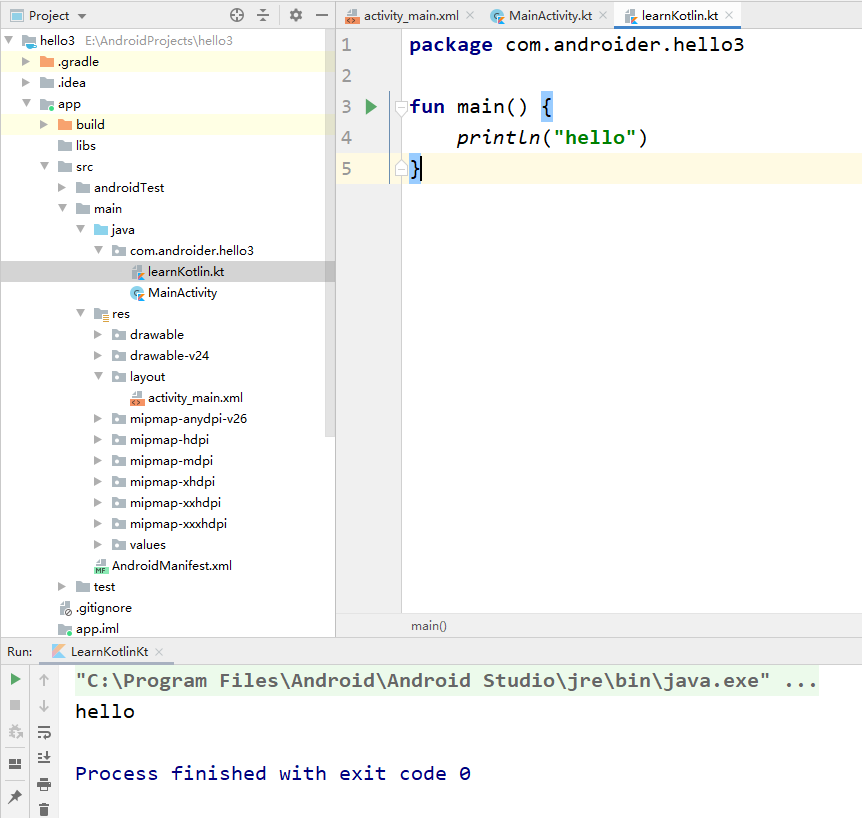 Project
hello3 E:\AndroidProjects\hello3
.gradle
.idea
app
build
libs
src
androidTest
main
java
com.androider.hello3
learnKotlin.kt
MainActivity
res
drawable
drawable-v24
layout
activity_main.xml
mipmap-anydpi-v26
mipmap-hdpi
mipmap-mdpi
mipmap-xhdpi
mipmap-xxhdpi
mipmap-xxxhdpi
values
MF AndroidManifest.xml
test
.gitignore
app.iml
activity_main.xml MainActivity.kt learnKotlin.kt
1 package com.androider.hello3
2
3 fun main() {
4 println("hello")
5 }
main()
Run: LearnKotlinKt
"C:\Program Files\Android\Android Studio\jre\bin\java.exe" ...
hello
Process finished with exit code 0